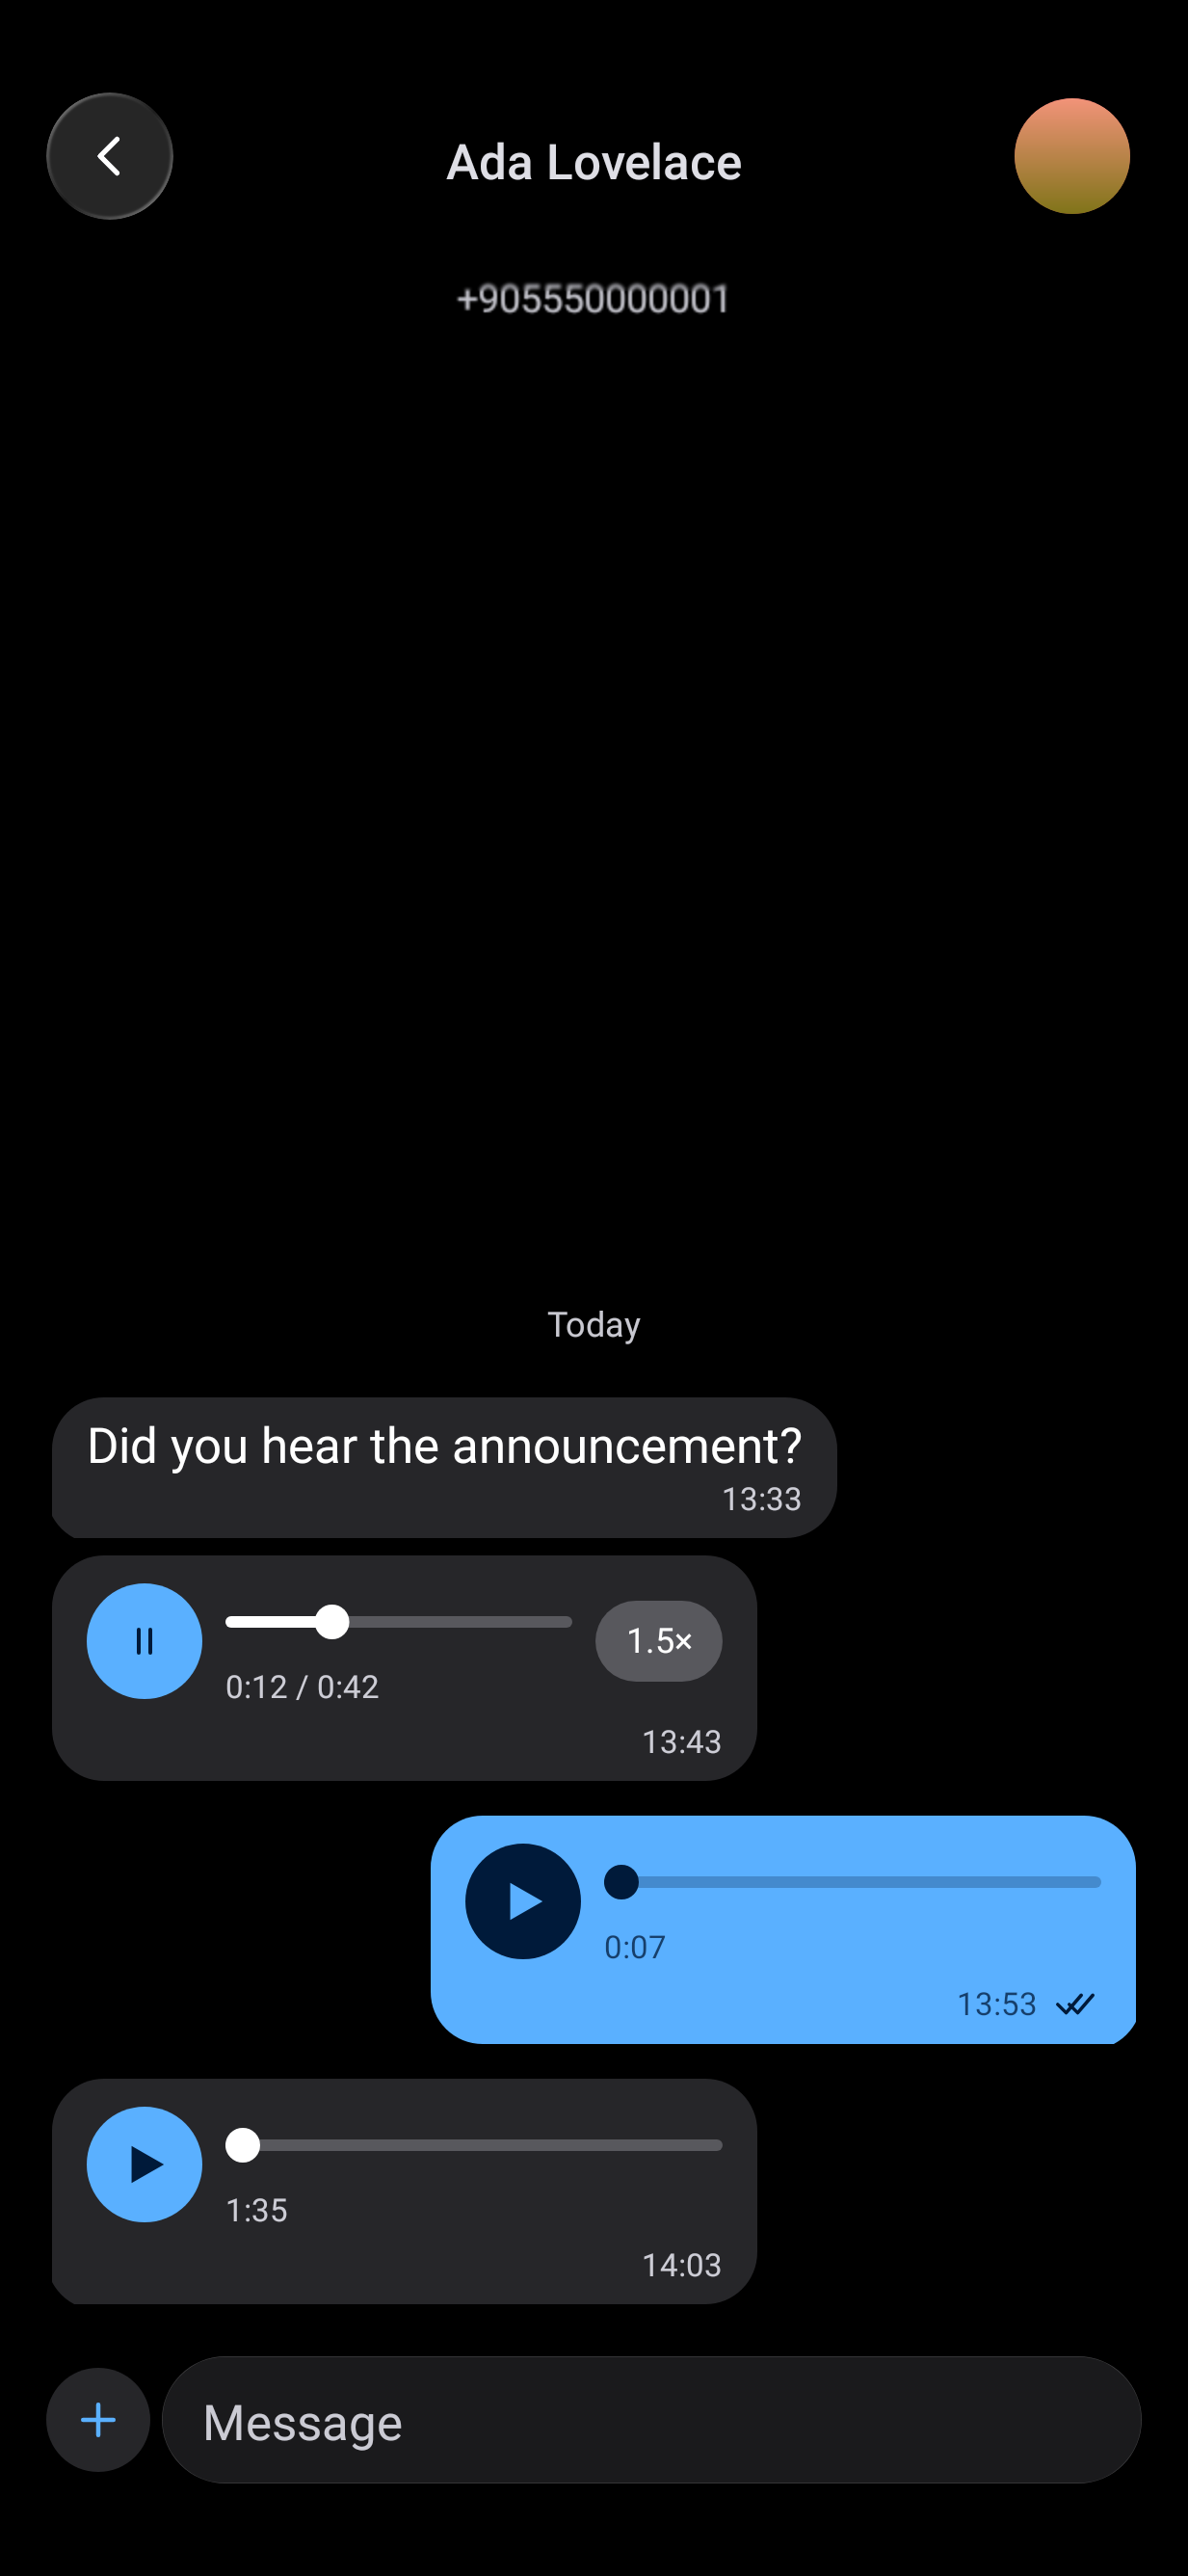 Ada Lovelace
+905550000001
Today
Did you hear the announcement?
13:33
1.5×
0:12 / 0:42
13:43
0:07
13:53
1:35
14:03
Message